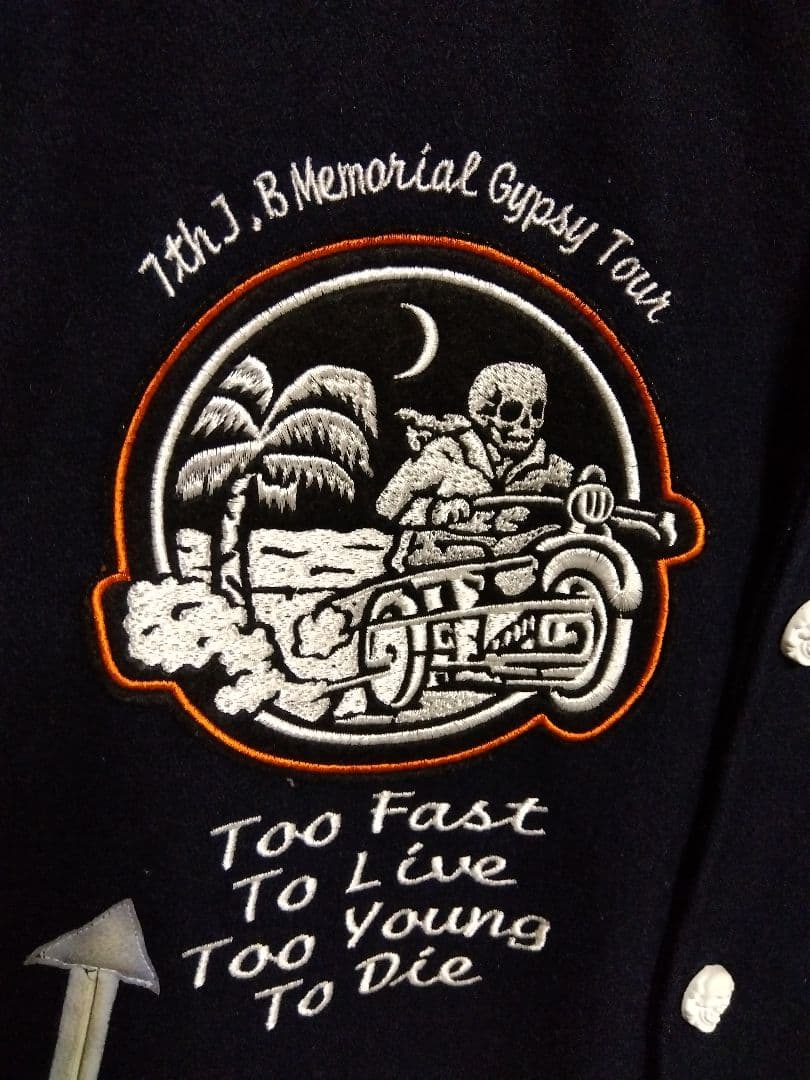 7th J.B Memorial Gypsy Tour
Too Fast
To Live
Too Young
To Die